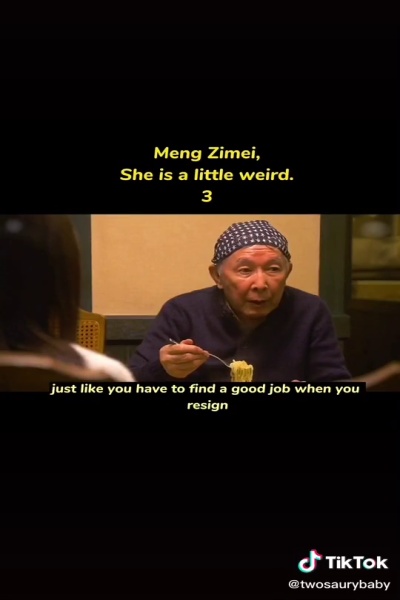 Meng Zimei,
She is a little weird.
3
just like you have to find a good job when you
resign
TikTok
@twosaurybaby